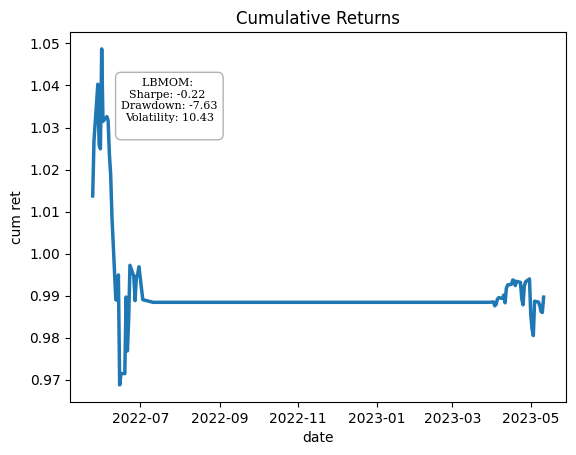 Cumulative Returns
1.05
1.04
1.03
1.02
1.01
1.00
0.99
0.98
0.97
cum ret
LBMOM:
Sharpe: -0.22
Drawdown: -7.63
Volatility: 10.43
2022-07
2022-09
2022-11
2023-01
2023-03
2023-05
date